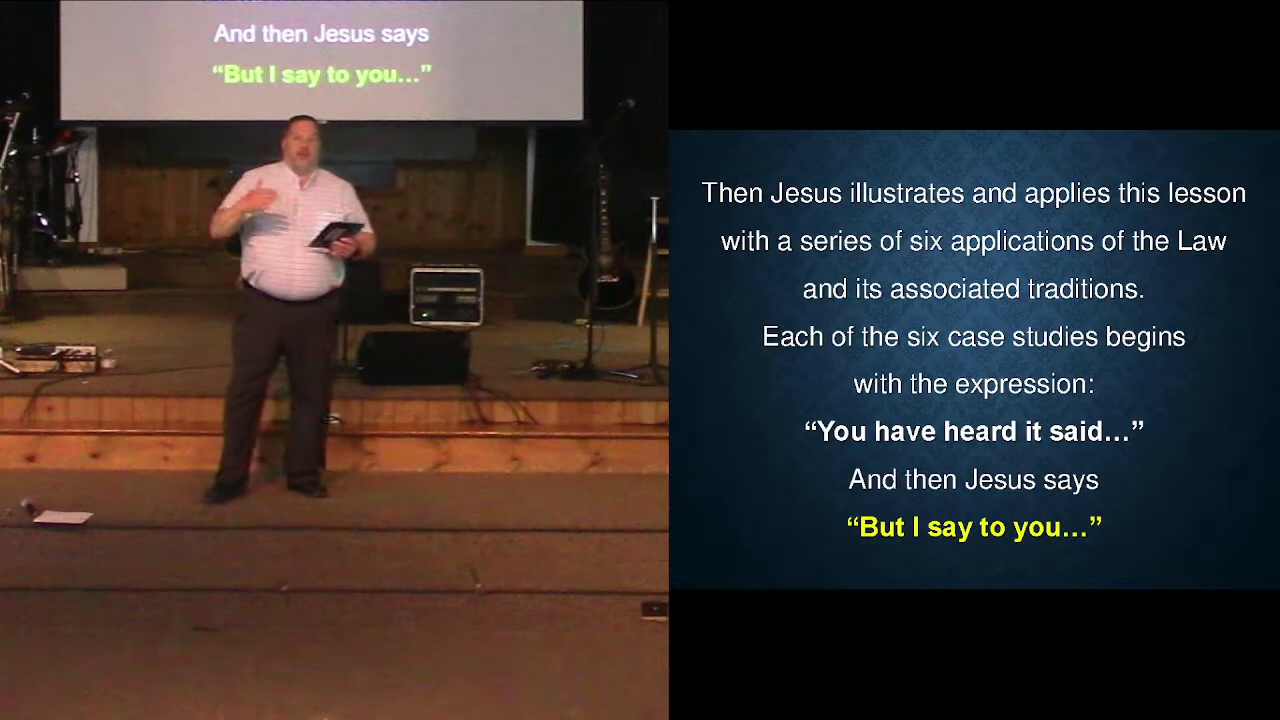 And then Jesus says
“But I say to you…”
Then Jesus illustrates and applies this lesson
with a series of six applications of the Law
and its associated traditions.
Each of the six case studies begins
with the expression:
“You have heard it said…”
And then Jesus says
“But I say to you…”